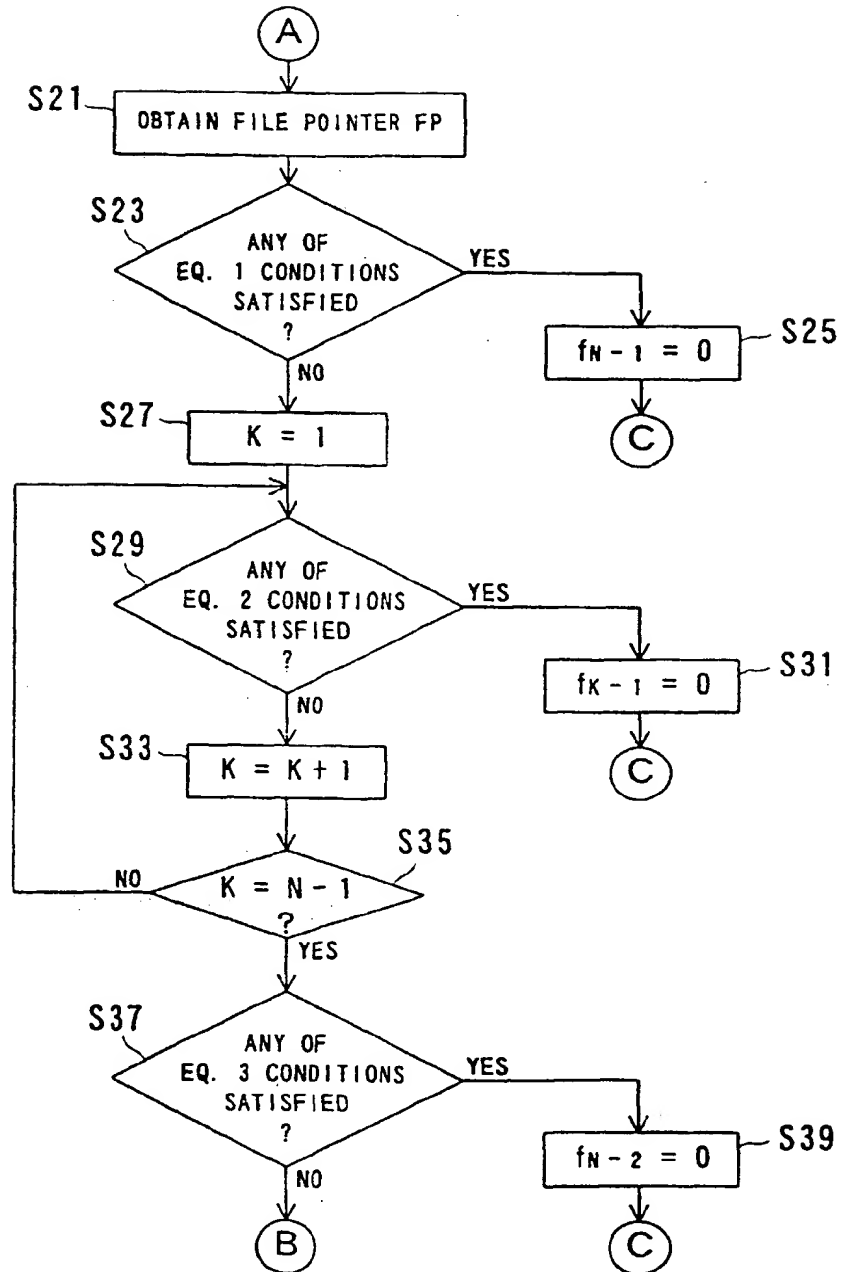 A
S21
OBTAIN FILE POINTER FP
S23
ANY OF
EQ. 1 CONDITIONS
SATISFIED
?
YES
S25
fN-1 = 0
C
NO
S27
K = 1
S29
ANY OF
EQ. 2 CONDITIONS
SATISFIED
?
YES
S31
fK-1 = 0
C
NO
S33
K = K+1
S35
K = N-1
?
NO
YES
S37
ANY OF
EQ. 3 CONDITIONS
SATISFIED
?
YES
S39
fN-2 = 0
C
NO
B